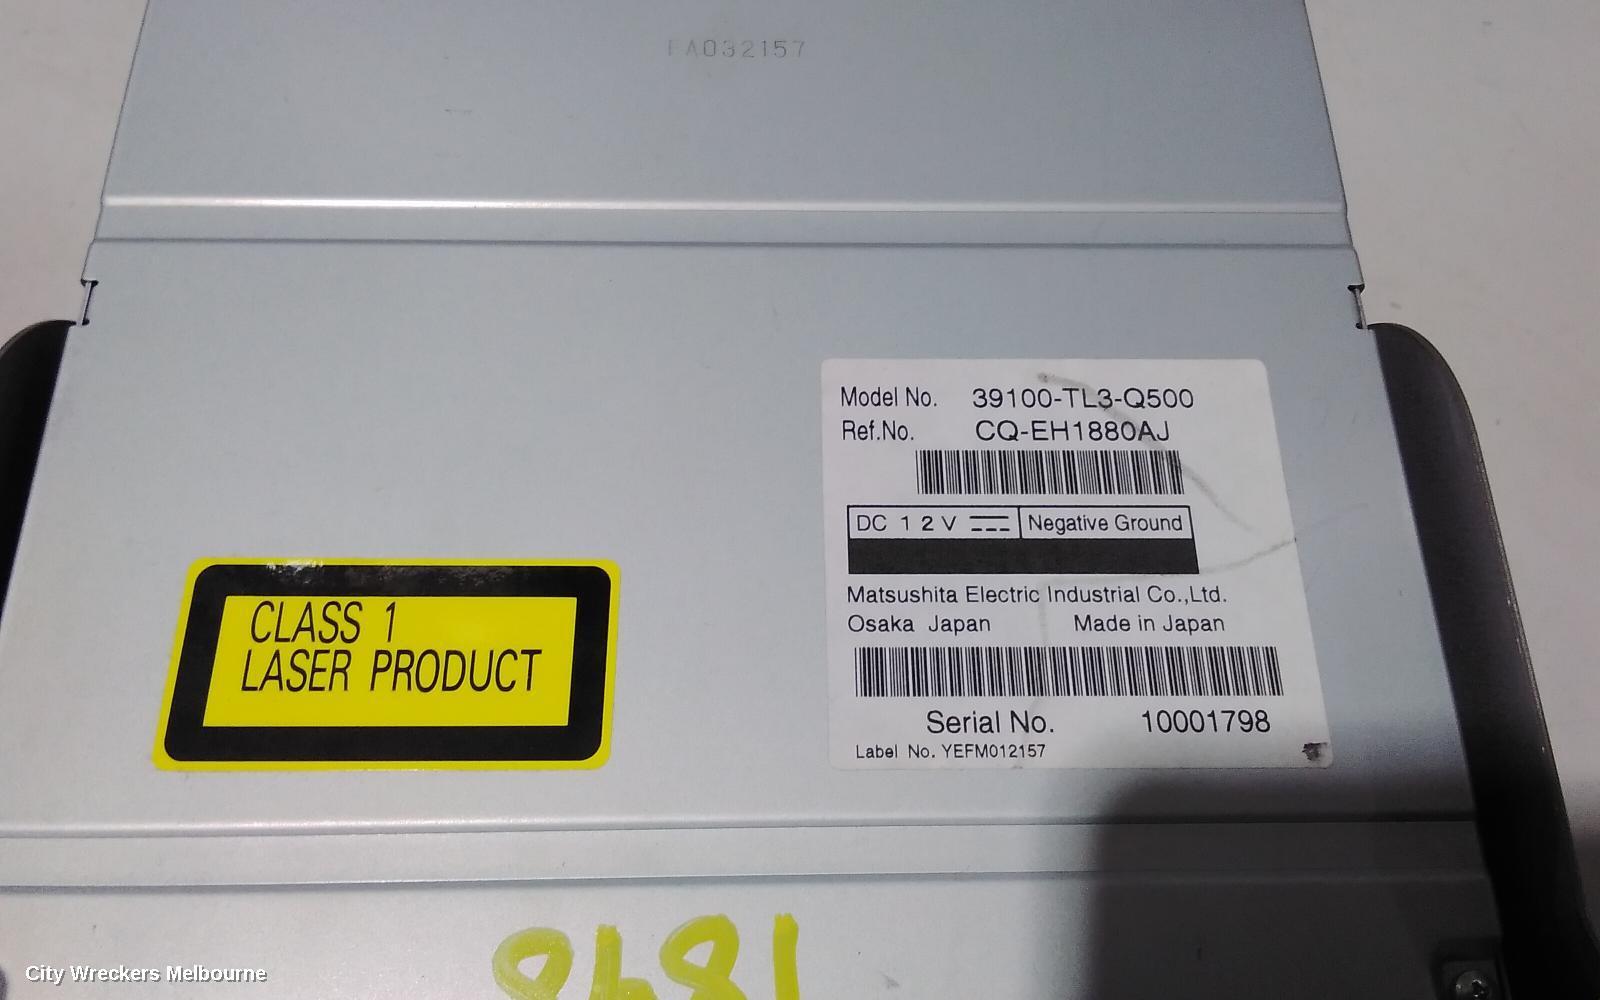 FA032157
Model No. 39100-TL3-Q500
Ref.No. CQ-EH1880AJ
DC 12V
Negative Ground
Matsushita Electric Industrial Co.,Ltd.
Osaka Japan Made in Japan
Serial No. 10001798
Label No. YEFM012157
CLASS 1
LASER PRODUCT
City Wreckers Melbourne